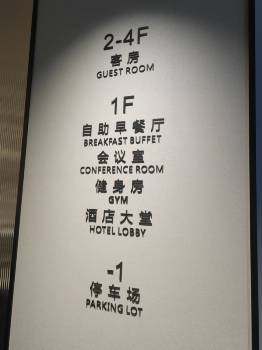 2-4F
客房
GUEST ROOM
1F
自助早餐厅
BREAKFAST BUFFET
会议室
CONFERENCE ROOM
健身房
GYM
酒店大堂
HOTEL LOBBY
-1
停车场
PARKING LOT